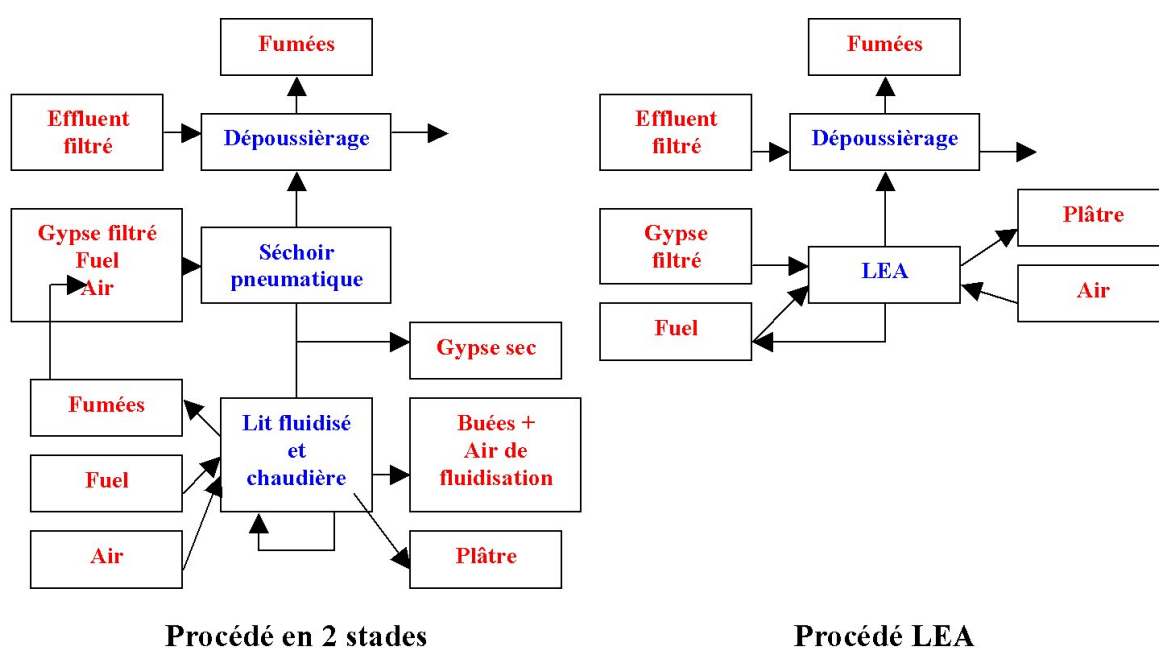 Fumées
Effluent
filtré
Dépoussièrage
Gypse filtré
Fuel
Air
Séchoir
pneumatique
Gypse sec
Fumées
Lit fluidisé
et
chaudière
Buées +
Air de
fluidisation
Fuel
Air
Plâtre
Procédé en 2 stades
Fumées
Effluent
filtré
Dépoussièrage
Gypse
filtré
LEA
Plâtre
Air
Fuel
Procédé LEA